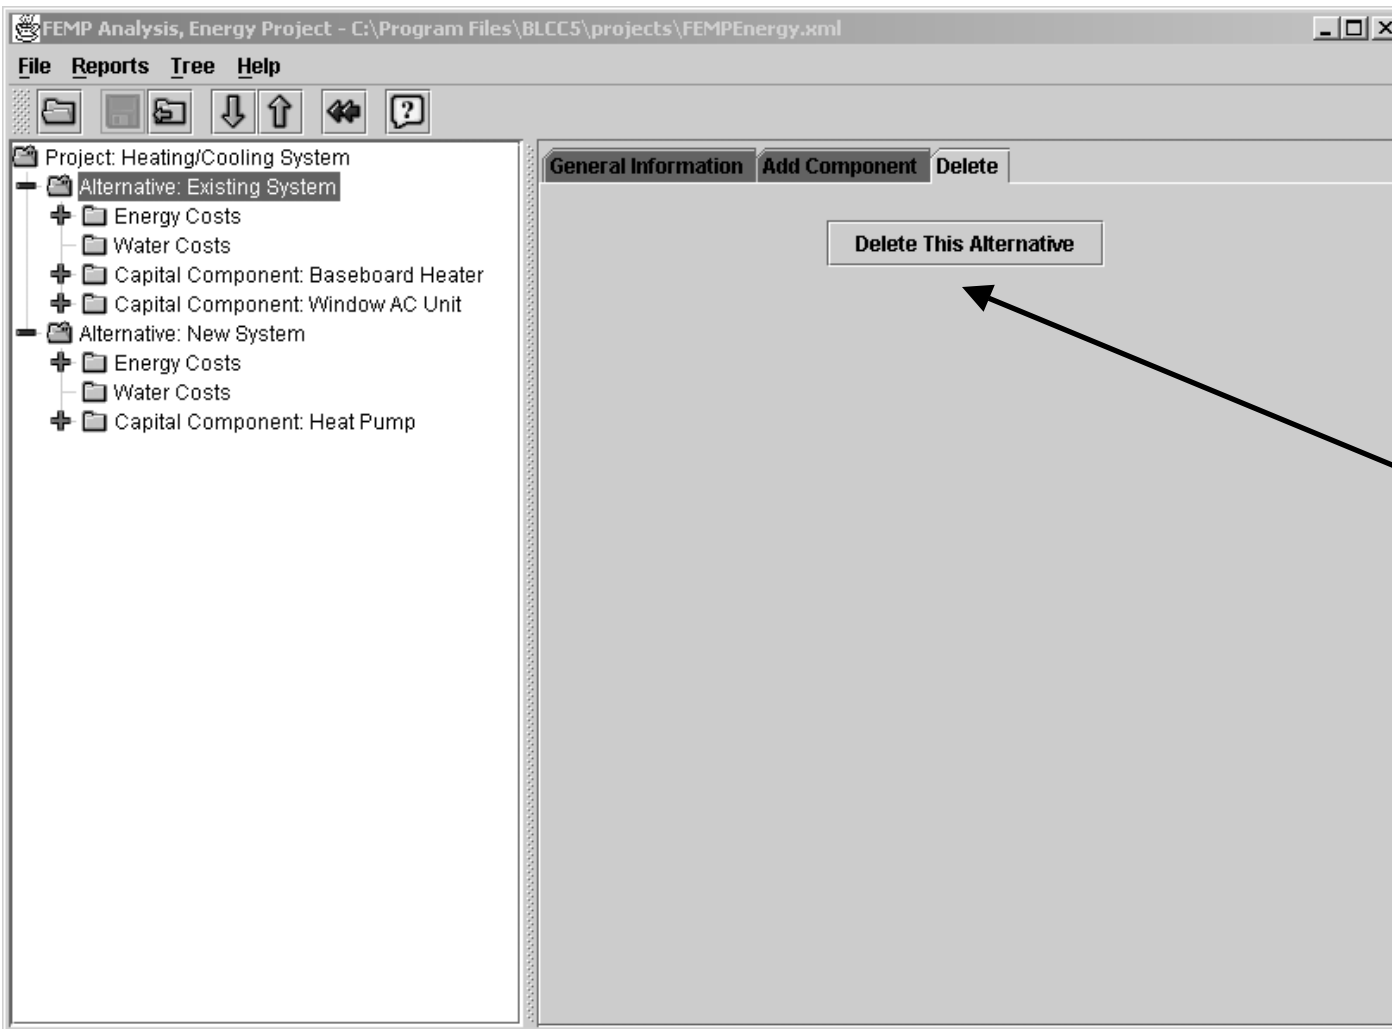 FEMP Analysis, Energy Project - C:\Program Files\BLCC5\projects\FEMPEnergy.xml
File Reports Tree Help
Project: Heating/Cooling System
Alternative: Existing System
Energy Costs
Water Costs
Capital Component: Baseboard Heater
Capital Component: Window AC Unit
Alternative: New System
Energy Costs
Water Costs
Capital Component: Heat Pump
General Information Add Component Delete
Delete This Alternative